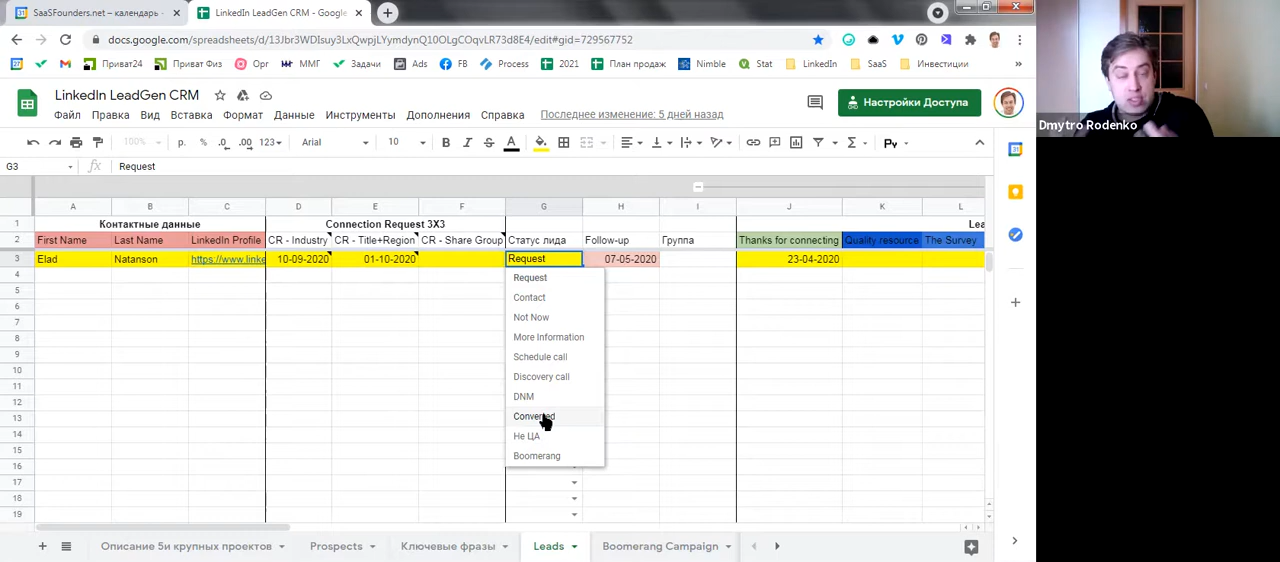 SaaSFounders.net – календарь -
LinkedIn LeadGen CRM - Google
docs.google.com/spreadsheets/d/13Jbr3WDIsuy3LxQwpjLYymdynQ10OLgCOqvLR73d8E4/edit#gid=729567752
Приват24 Приват Физ Орг ММГ Задачи Ads FB Process 2021 План продаж Nimble Stat LinkedIn SaaS Инвестиции
LinkedIn LeadGen CRM
Настройки Доступа
Файл Правка Вид Вставка Формат Данные Инструменты Дополнения Справка Последнее изменение: 5 дней назад
100% р. % .0 .00 123 Arial 10 B I S A Py
G3 fx Request
A B C D E F G H I J K L
1 Контактные данные Connection Request 3X3 Lea
2 First Name Last Name LinkedIn Profile CR - Industry CR - Title+Region CR - Share Group Статус лида Follow-up Группа Thanks for connecting Quality resource The Survey
3 Elad Natanson https://www.linke 10-09-2020 01-10-2020 Request 07-05-2020 23-04-2020
4 Request
5 Contact
6 Not Now
7 More Information
8 Schedule call
9 Discovery call
10 DNM
11
12 Converted
13 Не ЦА
14 Boomerang
15
16
17
18
19
Описание 5и крупных проектов Prospects Ключевые фразы Leads Boomerang Campaign
Dmytro Rodenko